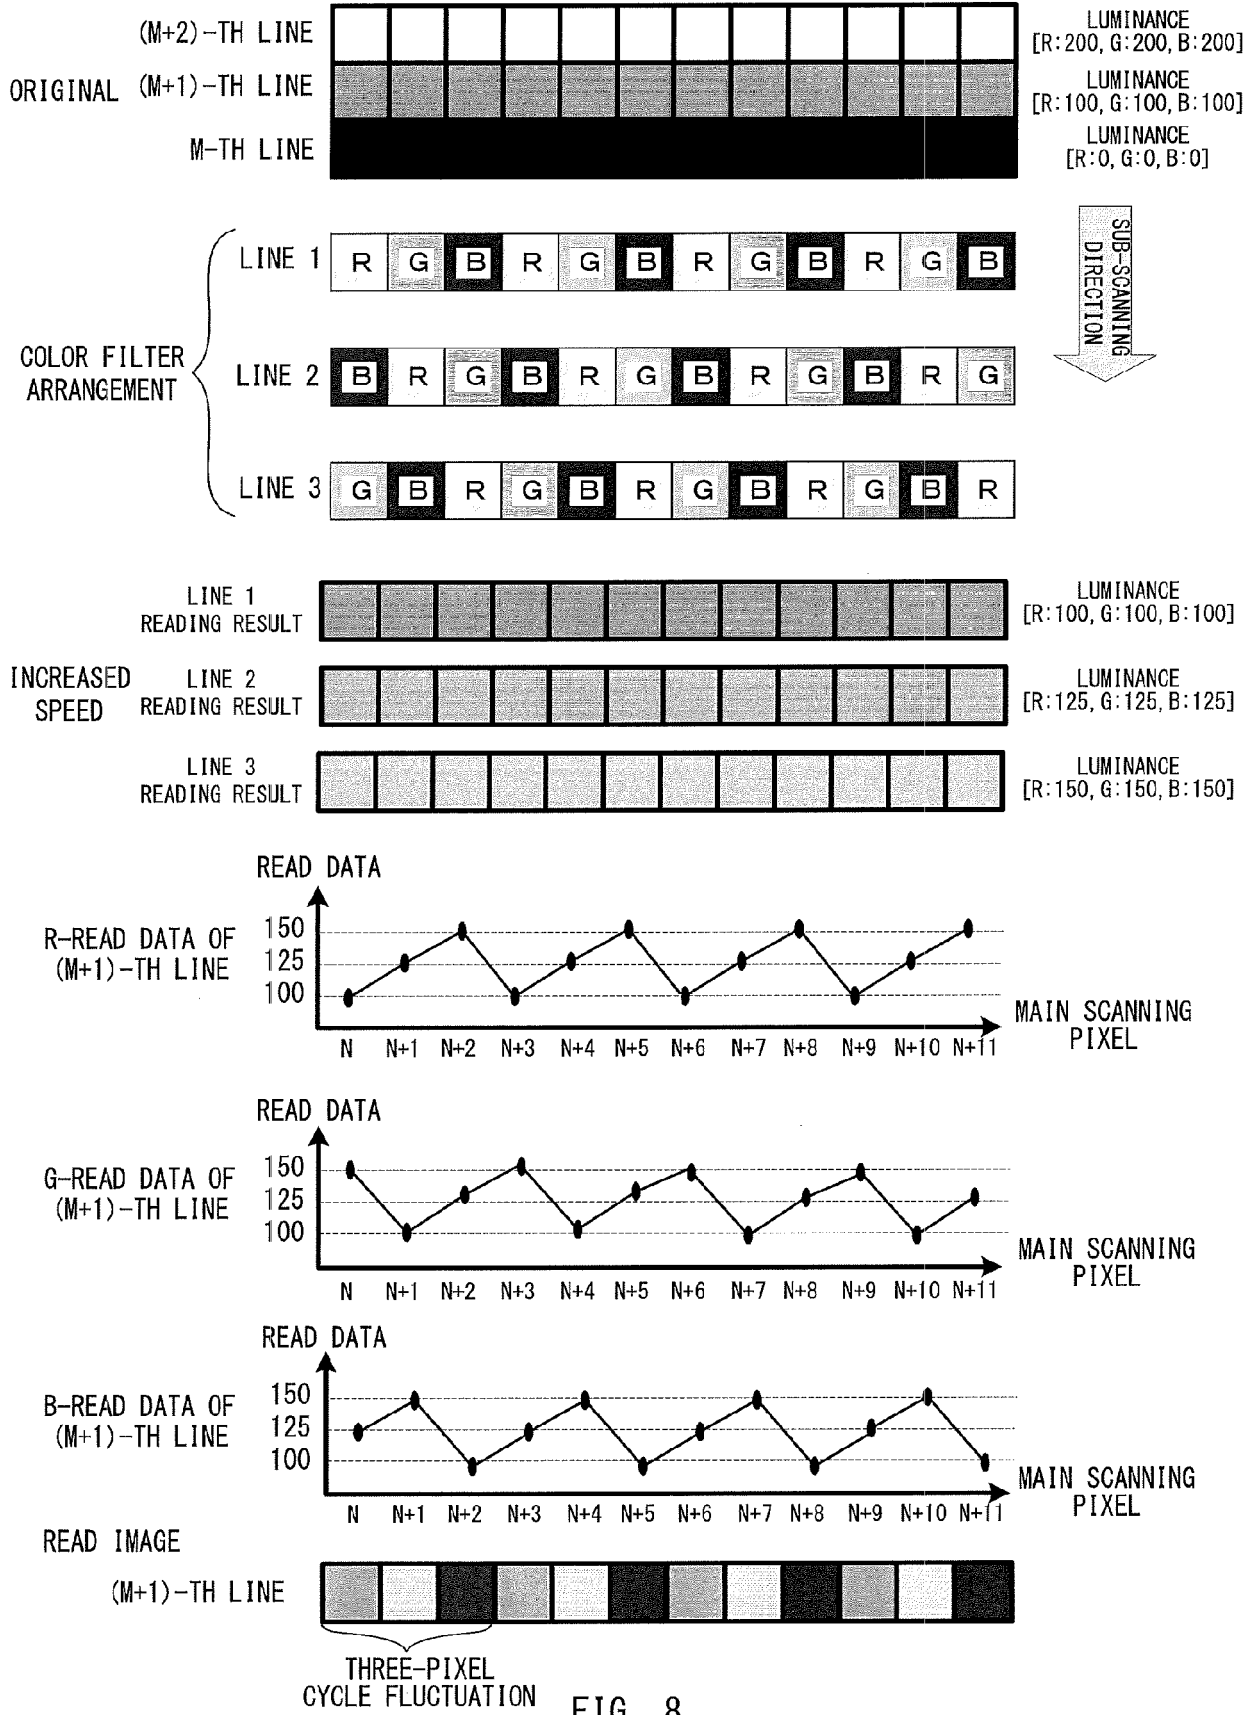 (M+2)-TH LINE
LUMINANCE
[R:200, G:200, B:200]
ORIGINAL
(M+1)-TH LINE
LUMINANCE
[R:100, G:100, B:100]
M-TH LINE
LUMINANCE
[R:0, G:0, B:0]
SUB-SCANNING
DIRECTION
COLOR FILTER
ARRANGEMENT
LINE 1
R G B R G B R G B R G B
LINE 2
B R G B R G B R G B R G
LINE 3
G B R G B R G B R G B R
INCREASED
SPEED
LINE 1
READING RESULT
LUMINANCE
[R:100, G:100, B:100]
LINE 2
READING RESULT
LUMINANCE
[R:125, G:125, B:125]
LINE 3
READING RESULT
LUMINANCE
[R:150, G:150, B:150]
READ DATA
R-READ DATA OF
(M+1)-TH LINE
150
125
100
MAIN SCANNING
PIXEL
N N+1 N+2 N+3 N+4 N+5 N+6 N+7 N+8 N+9 N+10 N+11
READ DATA
G-READ DATA OF
(M+1)-TH LINE
150
125
100
MAIN SCANNING
PIXEL
N N+1 N+2 N+3 N+4 N+5 N+6 N+7 N+8 N+9 N+10 N+11
READ DATA
B-READ DATA OF
(M+1)-TH LINE
150
125
100
MAIN SCANNING
PIXEL
N N+1 N+2 N+3 N+4 N+5 N+6 N+7 N+8 N+9 N+10 N+11
READ IMAGE
(M+1)-TH LINE
THREE-PIXEL
CYCLE FLUCTUATION
FIG. 8